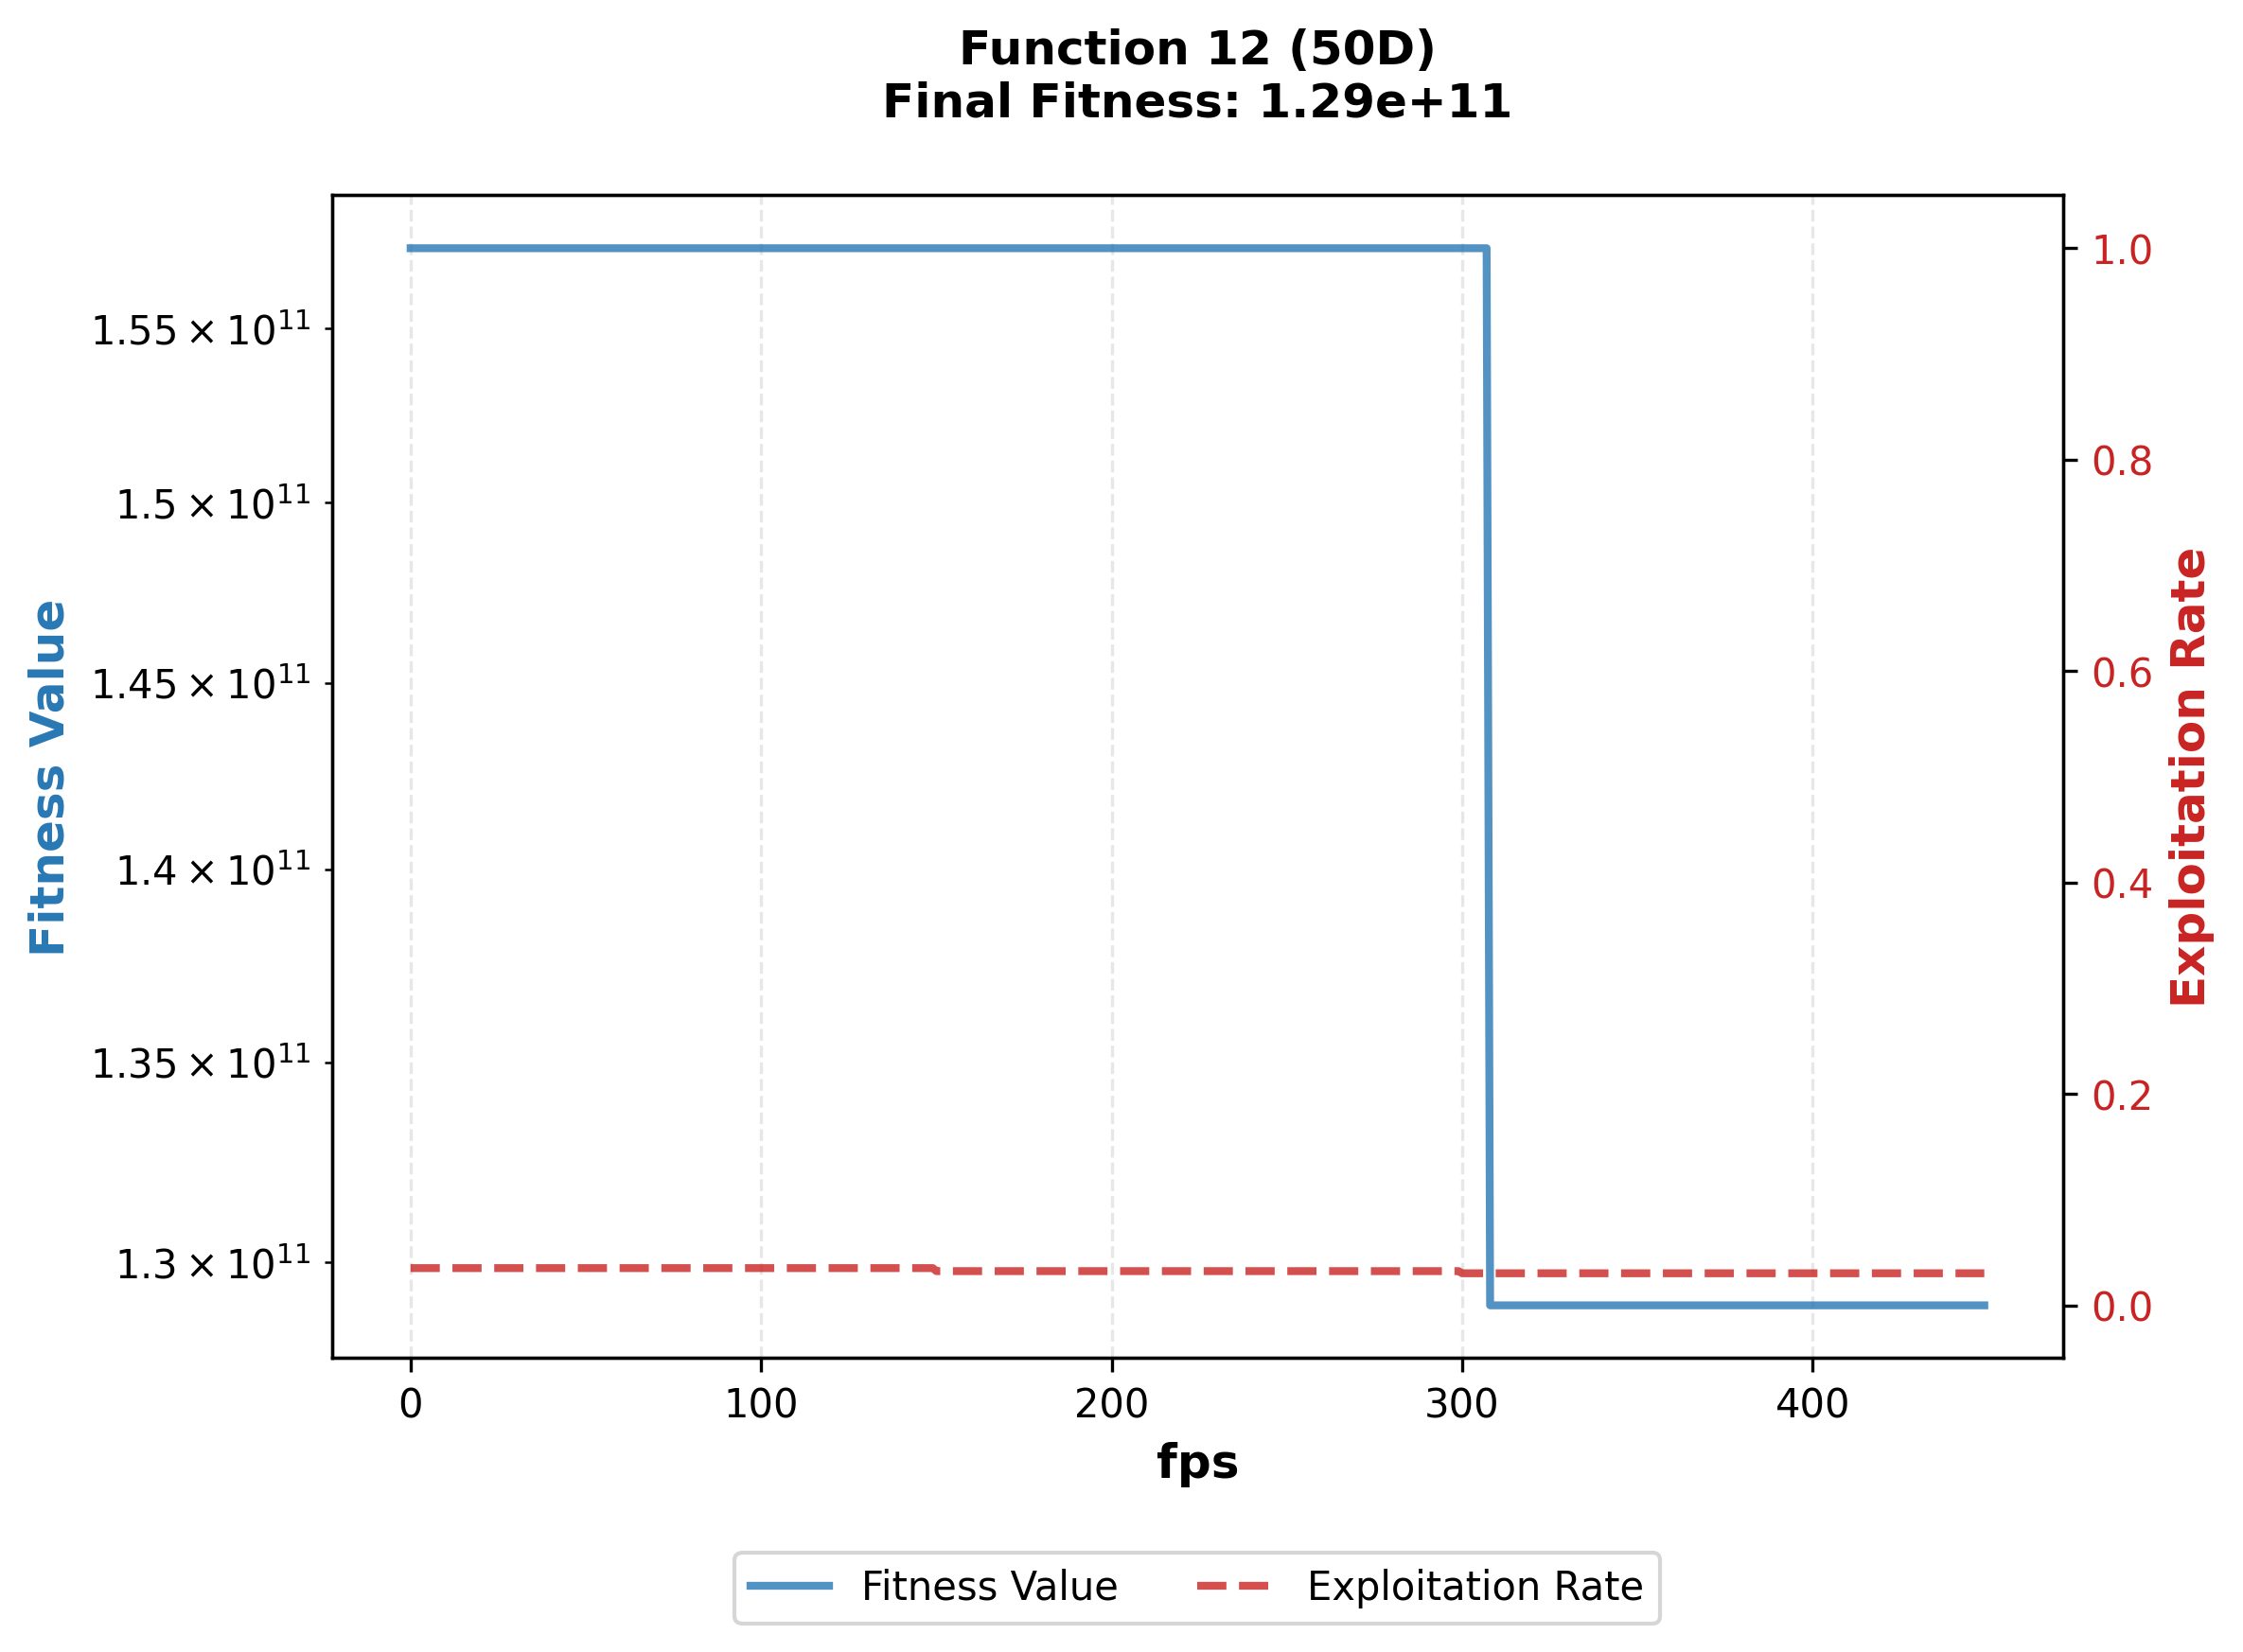 Function 12 (50D)
Final Fitness: 1.29e+11
Fitness Value
1.55 × 10¹¹
1.5 × 10¹¹
1.45 × 10¹¹
1.4 × 10¹¹
1.35 × 10¹¹
1.3 × 10¹¹
1.0
0.8
0.6
0.4
0.2
0.0
Exploitation Rate
0 100 200 300 400
fps
Fitness Value Exploitation Rate